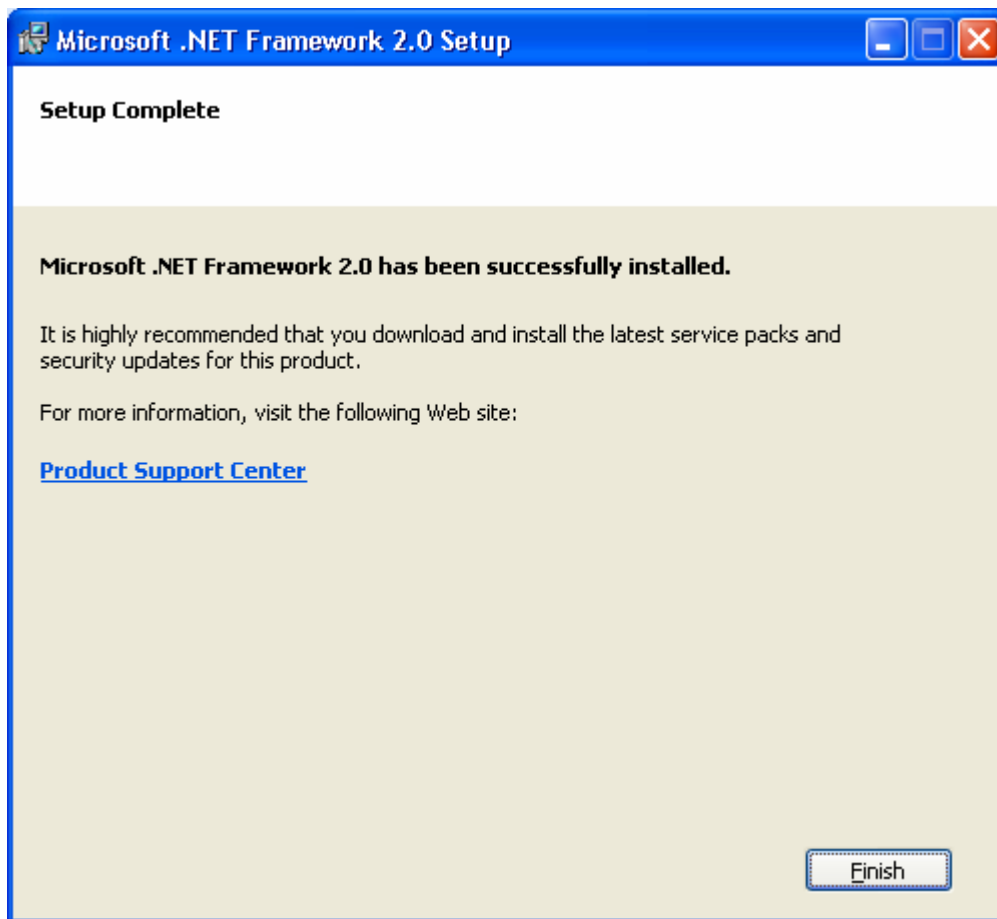 Microsoft .NET Framework 2.0 Setup
Setup Complete
Microsoft .NET Framework 2.0 has been successfully installed.
It is highly recommended that you download and install the latest service packs and
security updates for this product.
For more information, visit the following Web site:
Product Support Center
Finish